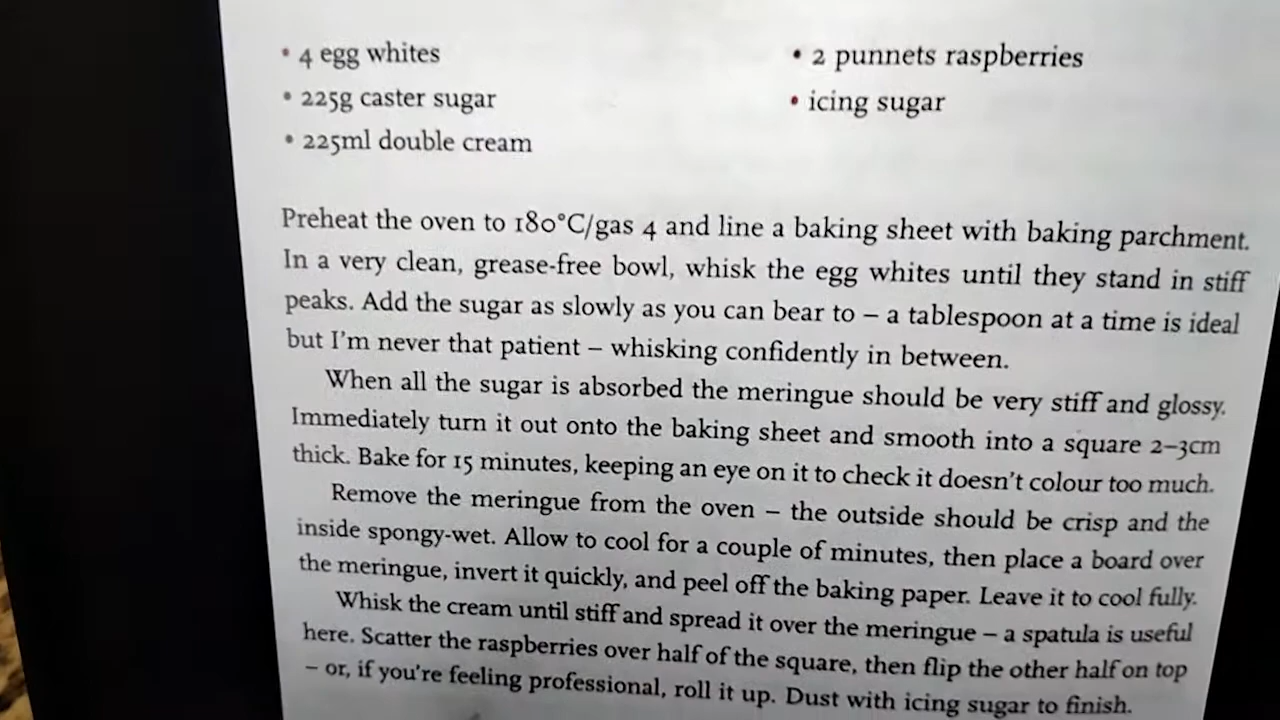 • 4 egg whites
• 225g caster sugar
• 225ml double cream
• 2 punnets raspberries
• icing sugar
Preheat the oven to 180°C/gas 4 and line a baking sheet with baking parchment.
In a very clean, grease-free bowl, whisk the egg whites until they stand in stiff
peaks. Add the sugar as slowly as you can bear to – a tablespoon at a time is ideal
but I'm never that patient – whisking confidently in between.
When all the sugar is absorbed the meringue should be very stiff and glossy.
Immediately turn it out onto the baking sheet and smooth into a square 2–3cm
thick. Bake for 15 minutes, keeping an eye on it to check it doesn't colour too much.
Remove the meringue from the oven – the outside should be crisp and the
inside spongy-wet. Allow to cool for a couple of minutes, then place a board over
the meringue, invert it quickly, and peel off the baking paper. Leave it to cool fully.
Whisk the cream until stiff and spread it over the meringue – a spatula is useful
here. Scatter the raspberries over half of the square, then flip the other half on top
– or, if you're feeling professional, roll it up. Dust with icing sugar to finish.